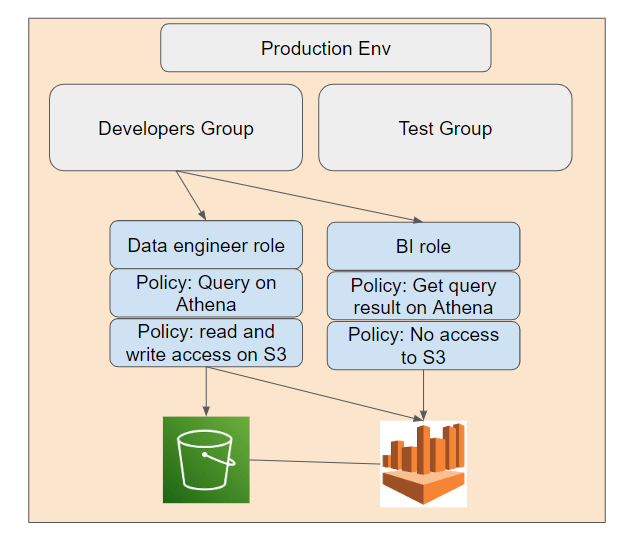 Production Env
Developers Group
Test Group
Data engineer role
Policy: Query on
Athena
Policy: read and
write access on S3
BI role
Policy: Get query
result on Athena
Policy: No access
to S3